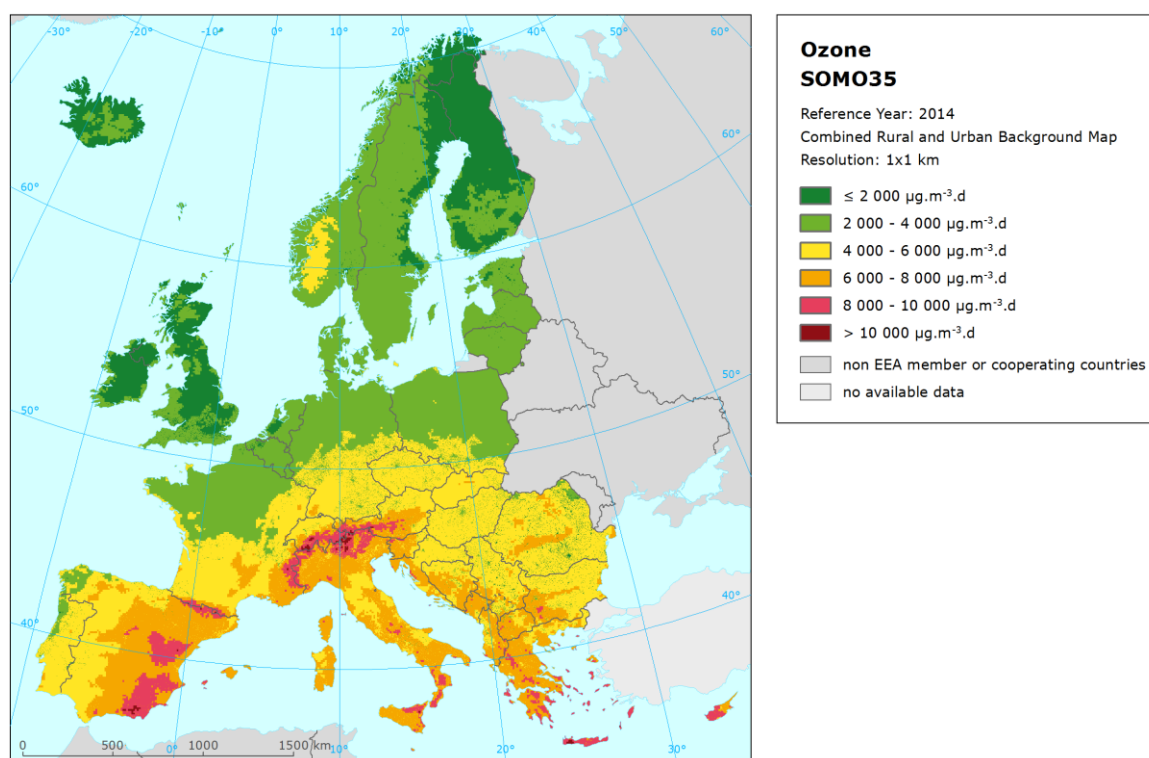 -30°
-20°
-10°
0°
10°
20°
30°
40°
50°
60°
60°
60°
50°
50°
40°
40°
0
500
1000
1500 km
0°
10°
20°
30°
Ozone
SOMO35
Reference Year: 2014
Combined Rural and Urban Background Map
Resolution: 1x1 km
≤ 2 000 µg.m⁻³.d
2 000 - 4 000 µg.m⁻³.d
4 000 - 6 000 µg.m⁻³.d
6 000 - 8 000 µg.m⁻³.d
8 000 - 10 000 µg.m⁻³.d
> 10 000 µg.m⁻³.d
non EEA member or cooperating countries
no available data